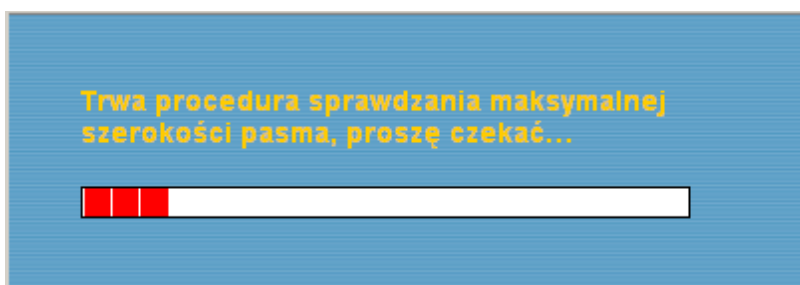 Trwa procedura sprawdzania maksymalnej
szerokości pasma, proszę czekać...